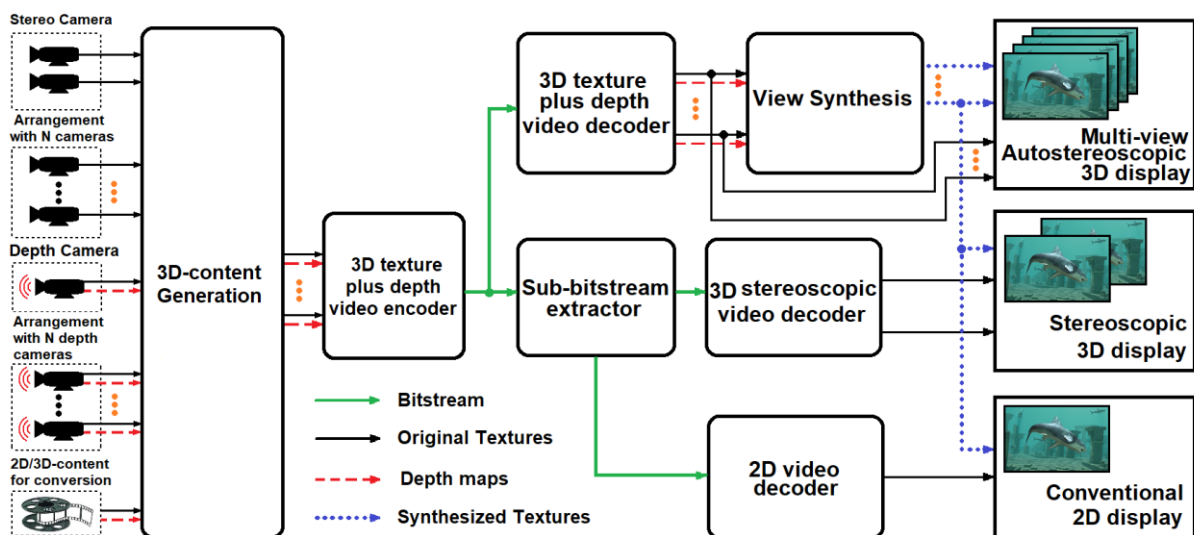 Stereo Camera
Arrangement
with N cameras
Depth Camera
Arrangement
with N depth
cameras
2D/3D-content
for conversion
3D-content
Generation
3D texture
plus depth
video encoder
3D texture
plus depth
video decoder
View Synthesis
Multi-view
Autostereoscopic
3D display
Sub-bitstream
extractor
3D stereoscopic
video decoder
Stereoscopic
3D display
2D video
decoder
Conventional
2D display
Bitstream
Original Textures
Depth maps
Synthesized Textures